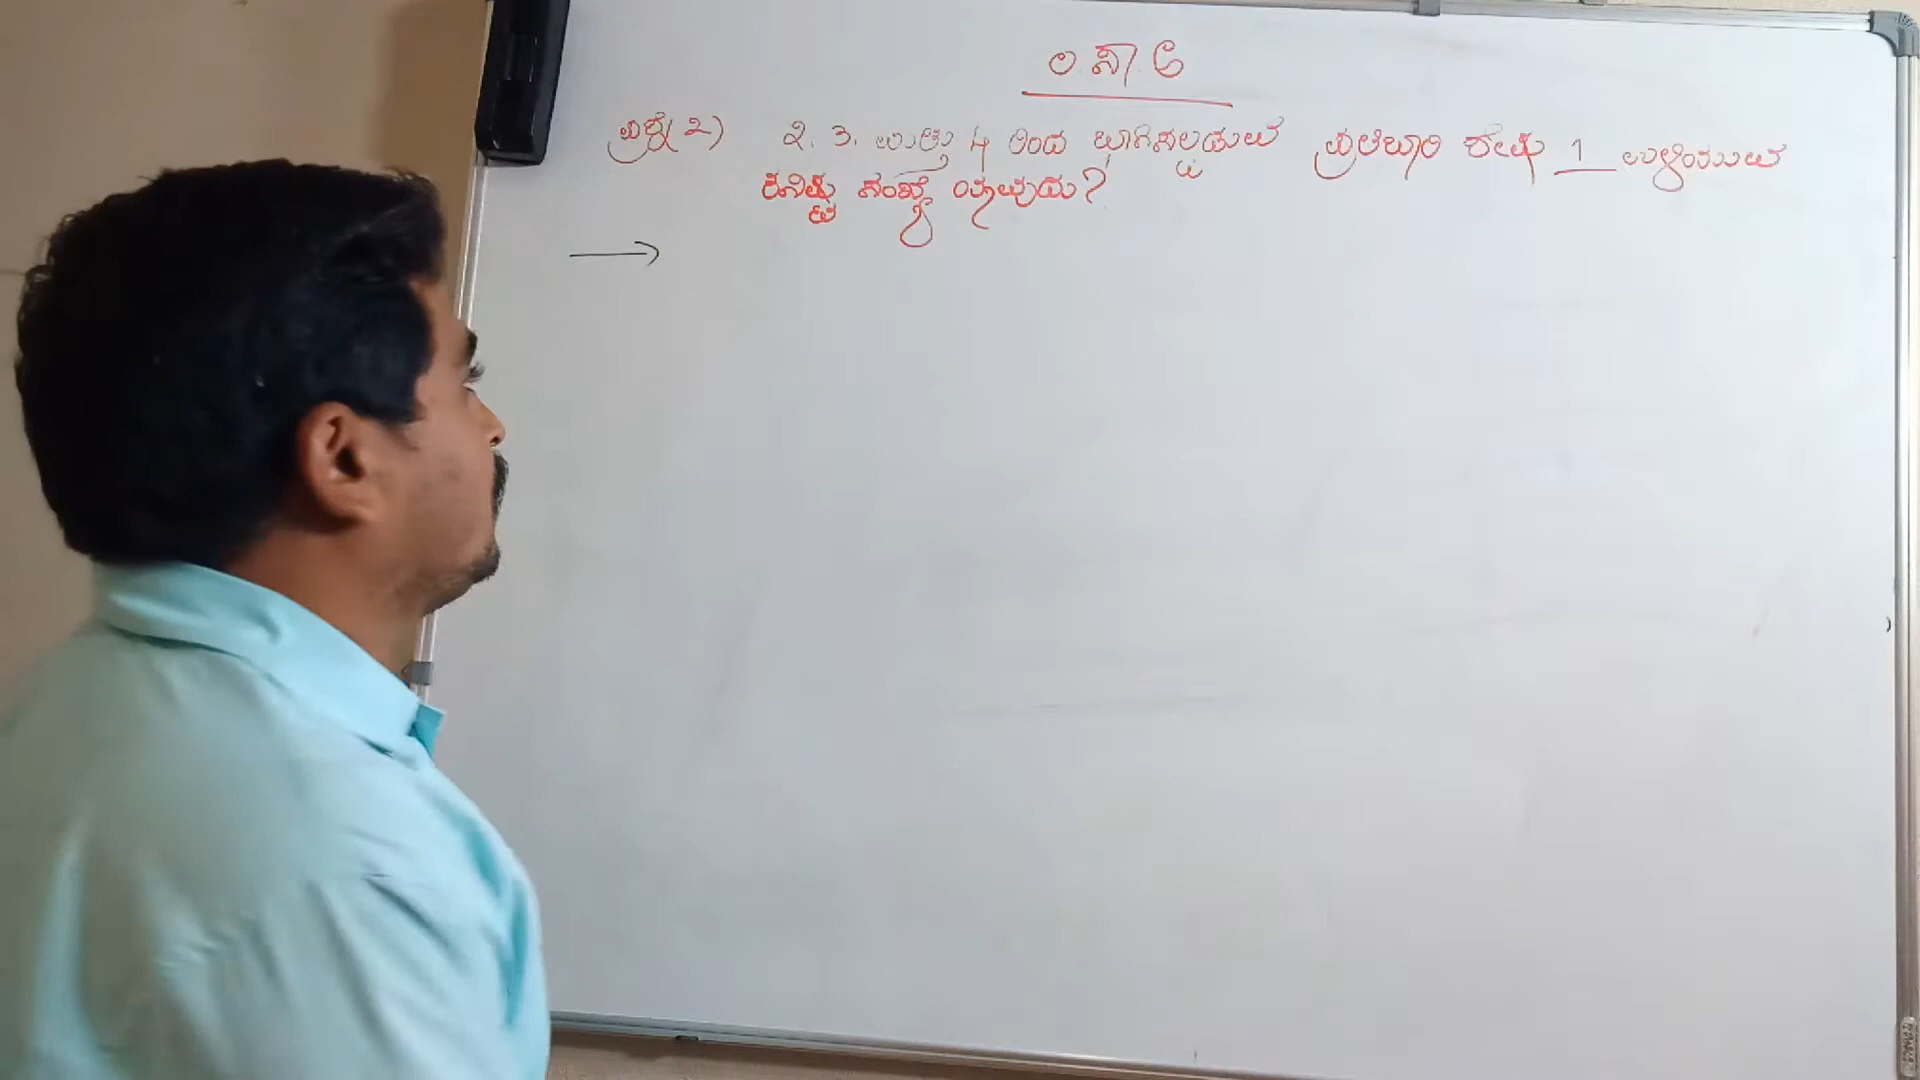 ಲ ಸಾ ಅ
ಪ್ರಶ್ನೆ(2) 2. 3. ಮತ್ತು 4 ರಿಂದ ಭಾಗಿಸಲ್ಪಡುವ ಪ್ರತಿಬಾರಿ ಶೇಷ 1 ಉಳಿಯುವ
ಕನಿಷ್ಟ ಸಂಖ್ಯೆ ಯಾವುದು?